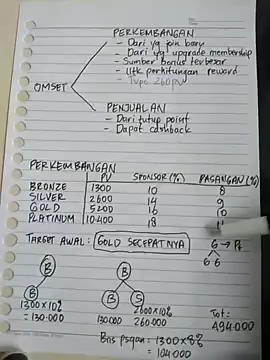 PERKEMBANGAN
- Dari yg join baru
- Dari yg upgrade membership
- Sumber bonus terbesar
- Utk perhitungan reward
- Tupo 260pv
OMSET
PENJUALAN
- Dari tutup point
- Dapat cashback
PERKEMBANGAN
PV SPONSOR (%) PASANGAN (%)
BRONZE 1300 10 8
SILVER 2600 14 9
GOLD 5200 16 10
PLATINUM 10400 18 11
TARGET AWAL: GOLD SECEPATNYA G → Pt
G G
B B
B B S
1300 x 10% 2600 x 10% Tot:
= 130.000 130.000 260.000 494.000
Bns psgan: = 1300 x 8%
= 104.000